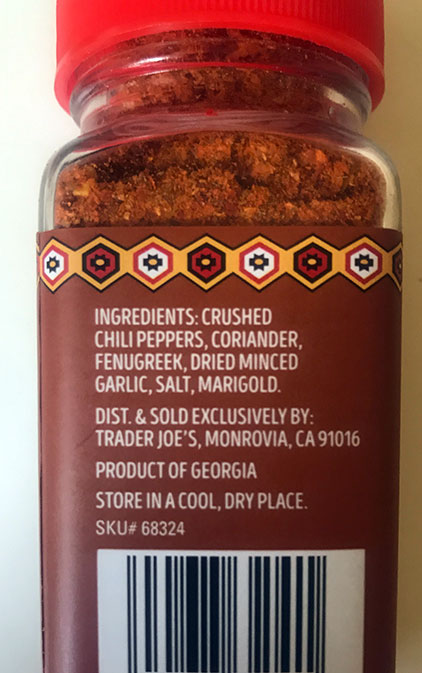 INGREDIENTS: CRUSHED
CHILI PEPPERS, CORIANDER,
FENUGREEK, DRIED MINCED
GARLIC, SALT, MARIGOLD.
DIST. & SOLD EXCLUSIVELY BY:
TRADER JOE'S, MONROVIA, CA 91016
PRODUCT OF GEORGIA
STORE IN A COOL, DRY PLACE.
SKU# 68324